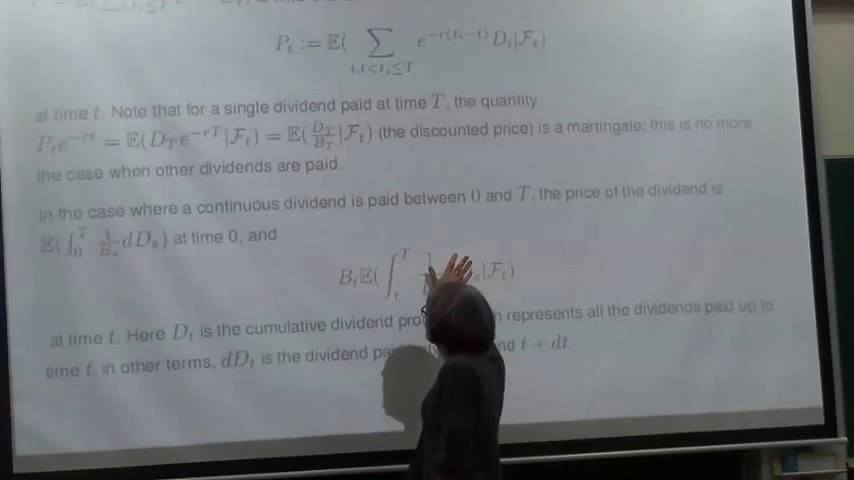 P_t := 𝔼( ∑_{i,t<t_i≤T} e^{-r(t_i-t)} D_i|ℱ_t)
at time t. Note that for a single dividend paid at time T, the quantity
P_t e^{-rt} = 𝔼(D_T e^{-rT}|ℱ_t) = 𝔼(D_T/B_T|ℱ_t) (the discounted price) is a martingale; this is no more
the case when other dividends are paid.
In the case where a continuous dividend is paid between 0 and T, the price of the dividend is
𝔼(∫_0^T 1/B_s dD_s) at time 0, and
B_t𝔼(∫_t^T |ℱ_t)
at time t. Here D_t is the cumulative dividend represents all the dividends paid up to
time t, in other terms, dD_t is the dividend t + dt.